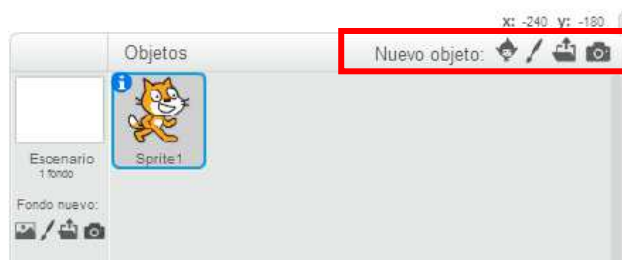 x: -240 y: -180
Objetos
Nuevo objeto:
Sprite1
Escenario
1 fondo
Fondo nuevo: